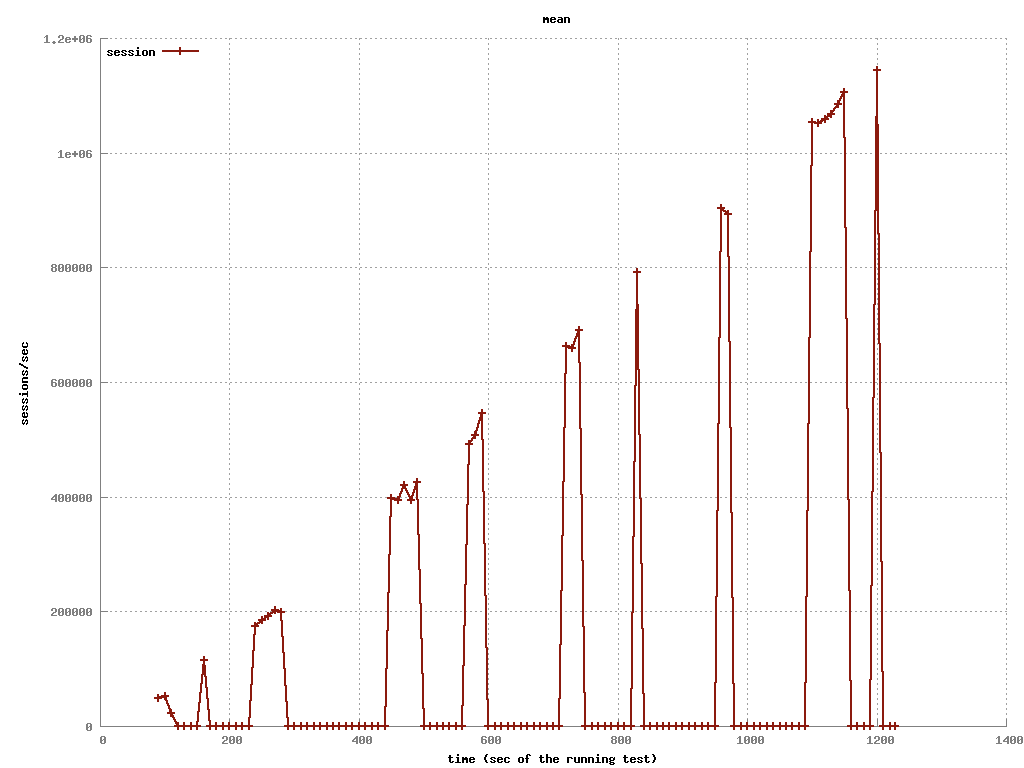 mean
1.2e+06
session
1e+06
800000
sessions/sec
600000
400000
200000
0
0 200 400 600 800 1000 1200 1400
time (sec of the running test)